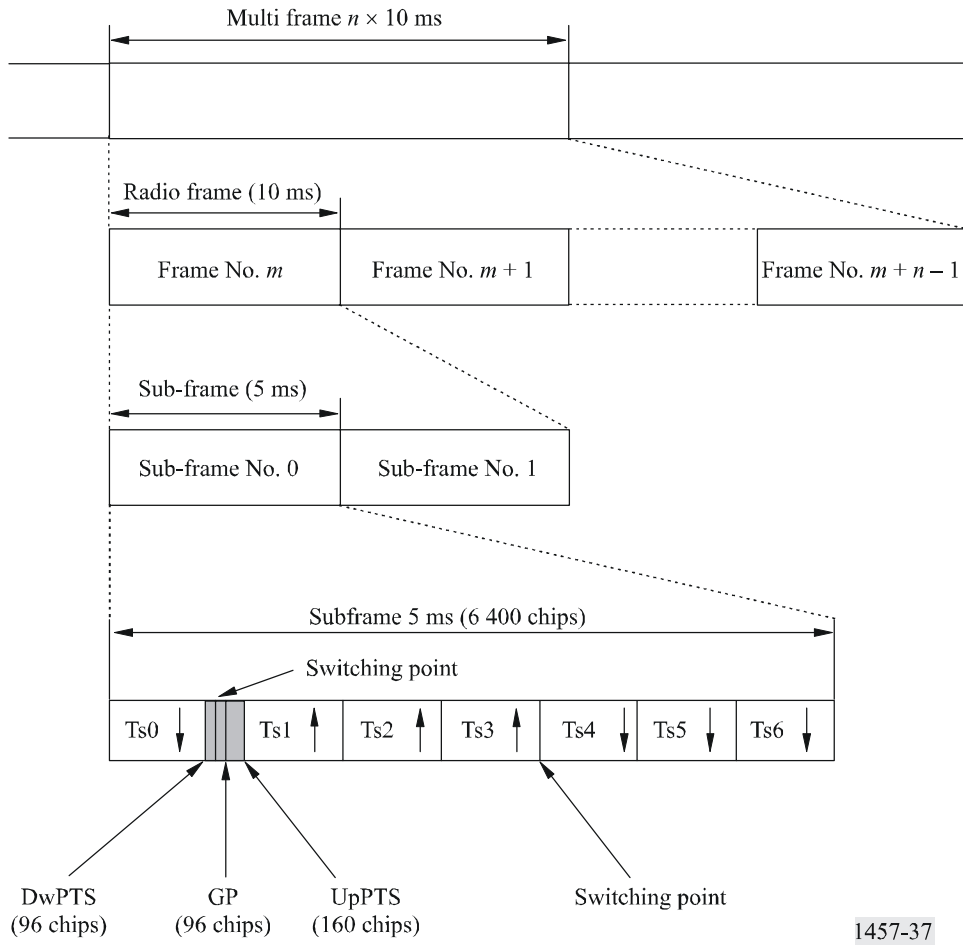 Multi frame n × 10 ms
Radio frame (10 ms)
Frame No. m
Frame No. m + 1
Frame No. m + n – 1
Sub-frame (5 ms)
Sub-frame No. 0
Sub-frame No. 1
Subframe 5 ms (6 400 chips)
Switching point
Ts0
Ts1
Ts2
Ts3
Ts4
Ts5
Ts6
DwPTS
(96 chips)
GP
(96 chips)
UpPTS
(160 chips)
Switching point
1457-37